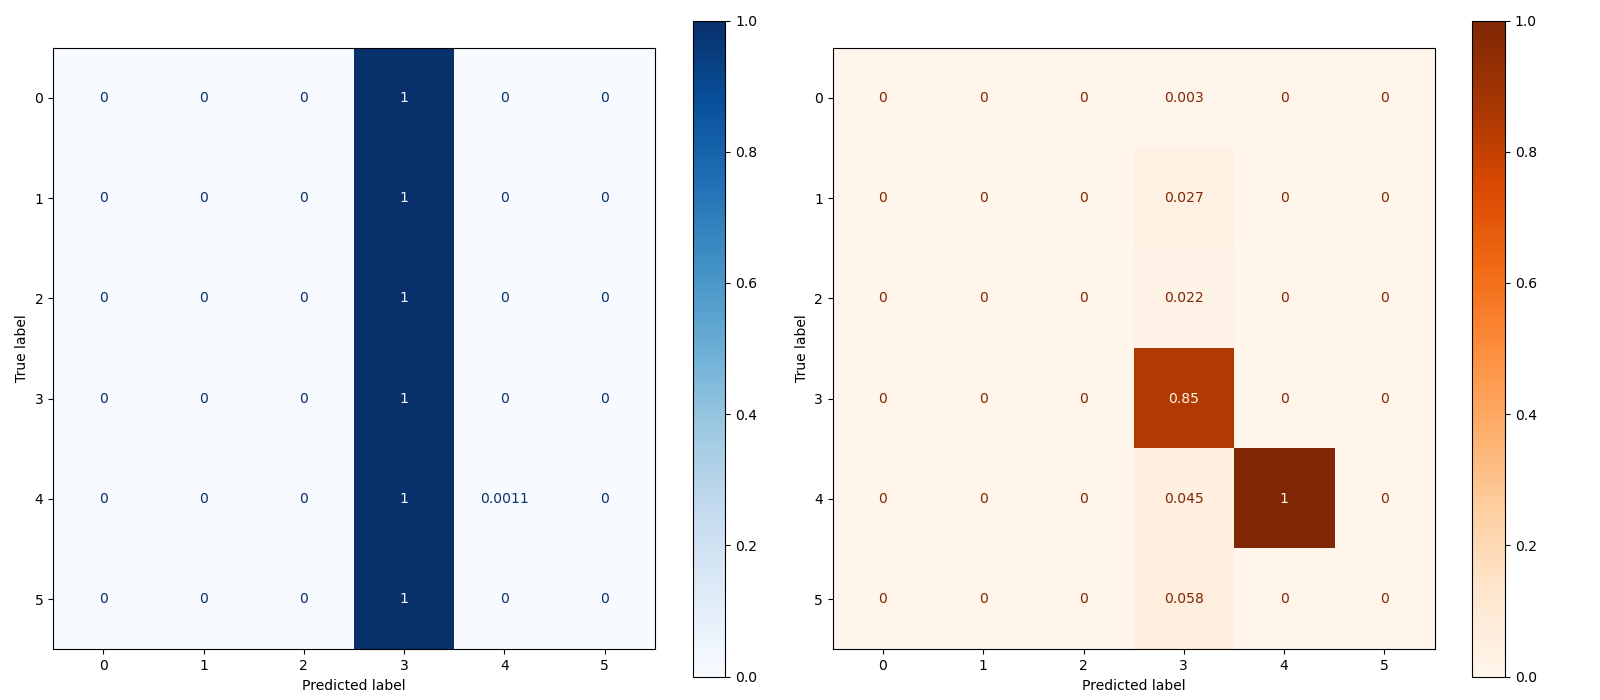 1.0
0 0 0 0 1 0 0
0.8
1 0 0 0 1 0 0
0.6
2 0 0 0 1 0 0
True label
3 0 0 0 1 0 0
0.4
4 0 0 0 1 0.0011 0
0.2
5 0 0 0 1 0 0
0.0
0 1 2 3 4 5
Predicted label
1.0
0 0 0 0 0.003 0 0
0.8
1 0 0 0 0.027 0 0
0.6
2 0 0 0 0.022 0 0
True label
3 0 0 0 0.85 0 0
0.4
4 0 0 0 0.045 1 0
0.2
5 0 0 0 0.058 0 0
0.0
0 1 2 3 4 5
Predicted label